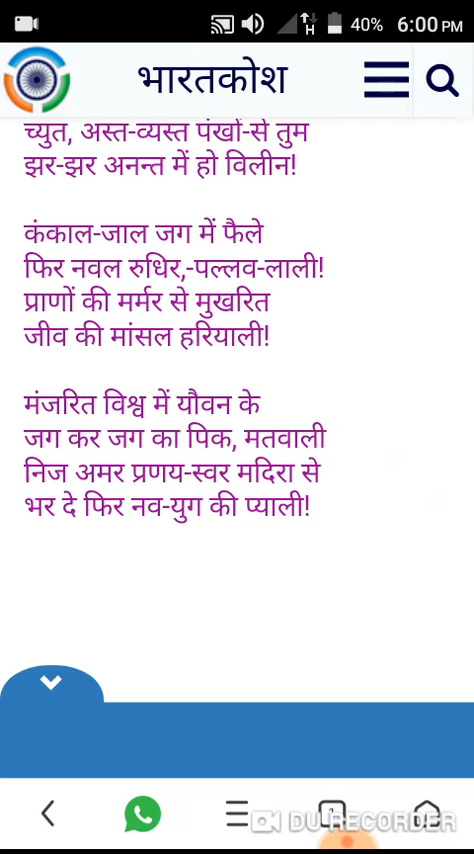 40% 6:00 PM
भारतकोश
च्युत, अस्त-व्यस्त पंखों-से तुम
झर-झर अनन्त में हो विलीन!
कंकाल-जाल जग में फैले
फिर नवल रुधिर,-पल्लव-लाली!
प्राणों की मर्मर से मुखरित
जीव की मांसल हरियाली!
मंजरित विश्व में यौवन के
जग कर जग का पिक, मतवाली
निज अमर प्रणय-स्वर मदिरा से
भर दे फिर नव-युग की प्याली!
1
DU RECORDER